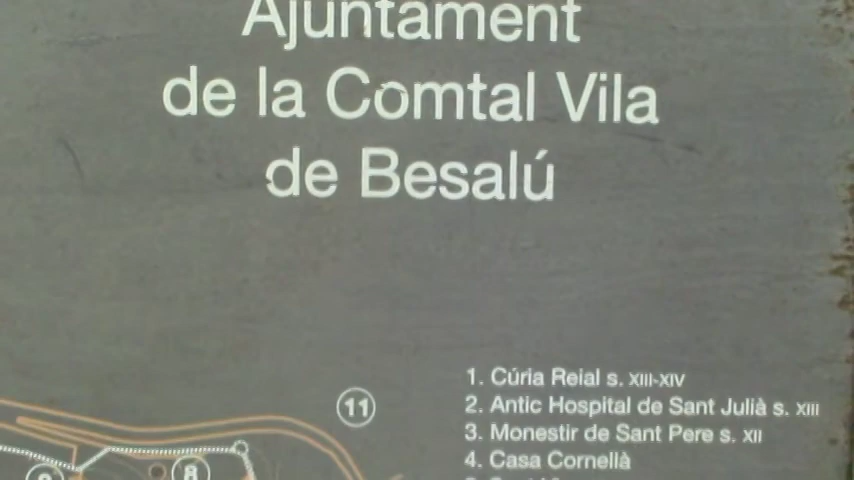 Ajuntament
de la Comtal Vila
de Besalú
1. Cúria Reial s. XIII-XIV
2. Antic Hospital de Sant Julià s. XIII
3. Monestir de Sant Pere s. XII
4. Casa Cornellà
11
8